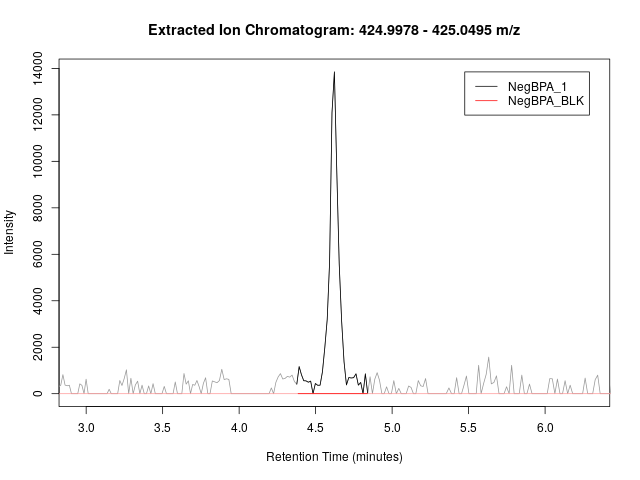 Extracted Ion Chromatogram: 424.9978 - 425.0495 m/z
NegBPA_1
NegBPA_BLK
Intensity
14000
12000
10000
8000
6000
4000
2000
0
3.0 3.5 4.0 4.5 5.0 5.5 6.0
Retention Time (minutes)